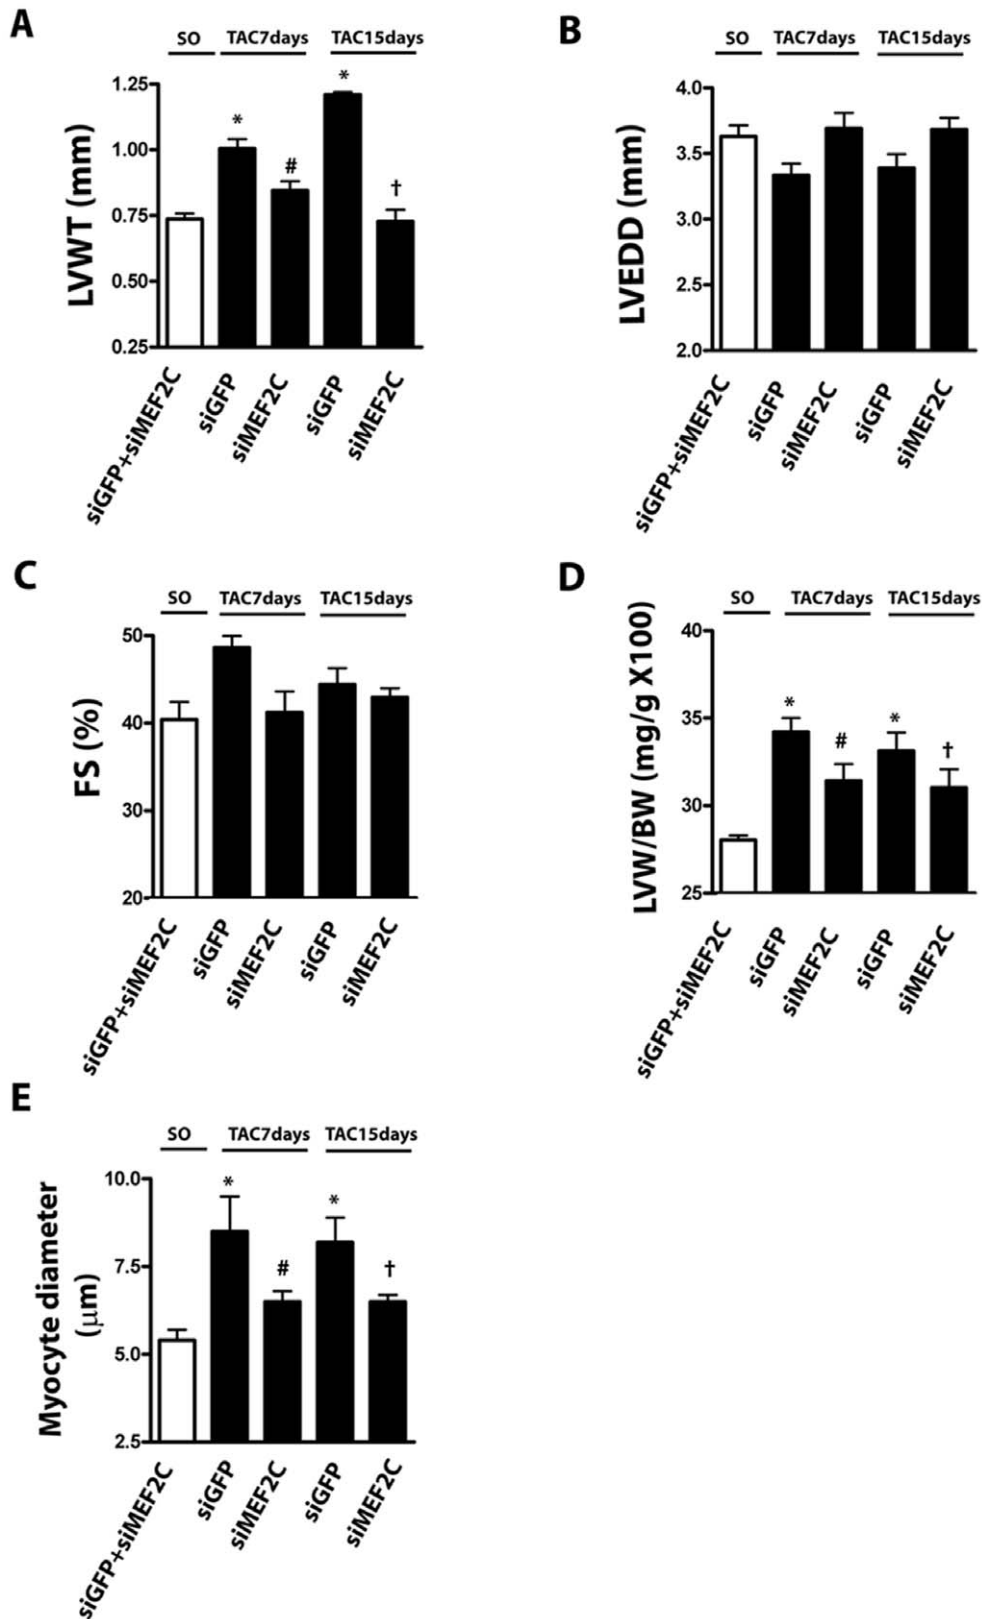 A
SO TAC7days TAC15days
LVWT (mm)
1.25
1.00
0.75
0.50
0.25
* # * †
siGFP+siMEF2C siGFP siMEF2C siGFP siMEF2C
B
SO TAC7days TAC15days
LVEDD (mm)
4.0
3.5
3.0
2.5
2.0
siGFP+siMEF2C siGFP siMEF2C siGFP siMEF2C
C
SO TAC7days TAC15days
FS (%)
50
40
30
20
siGFP+siMEF2C siGFP siMEF2C siGFP siMEF2C
D
SO TAC7days TAC15days
LVW/BW (mg/g X100)
40
35
30
25
* # * †
siGFP+siMEF2C siGFP siMEF2C siGFP siMEF2C
E
SO TAC7days TAC15days
Myocyte diameter
(μm)
10.0
7.5
5.0
2.5
* # * †
siGFP+siMEF2C siGFP siMEF2C siGFP siMEF2C